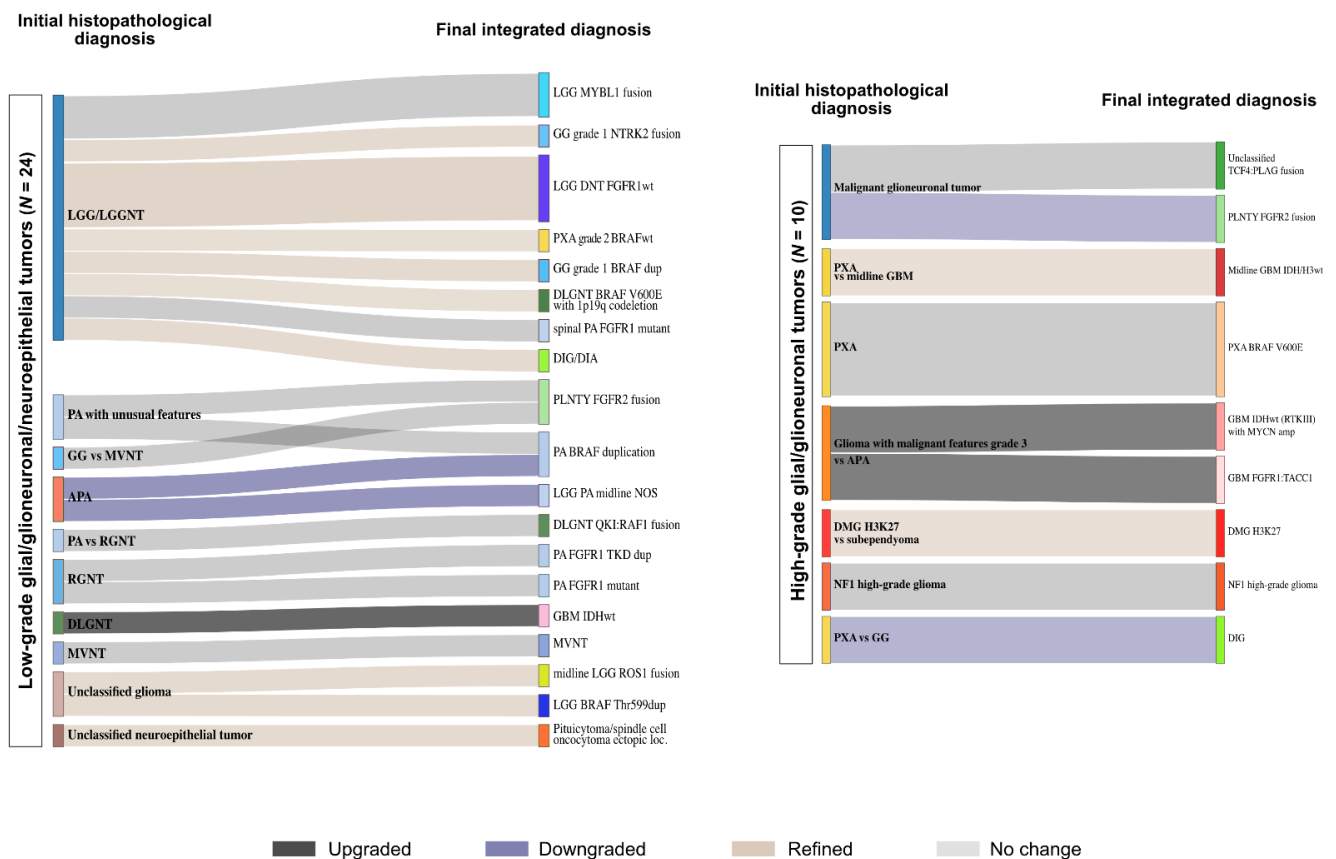 Initial histopathological
diagnosis
Final integrated diagnosis
Low-grade glial/glioneuronal/neuroepithelial tumors (N = 24)
LGG/LGGNT
PA with unusual features
GG vs MVNT
APA
PA vs RGNT
RGNT
DLGNT
MVNT
Unclassified glioma
Unclassified neuroepithelial tumor
LGG MYBL1 fusion
GG grade 1 NTRK2 fusion
LGG DNT FGFR1wt
PXA grade 2 BRAFwt
GG grade 1 BRAF dup
DLGNT BRAF V600E
with 1p19q codeletion
spinal PA FGFR1 mutant
DIG/DIA
PLNTY FGFR2 fusion
PA BRAF duplication
LGG PA midline NOS
DLGNT QKI:RAF1 fusion
PA FGFR1 TKD dup
PA FGFR1 mutant
GBM IDHwt
MVNT
midline LGG ROS1 fusion
LGG BRAF Thr599dup
Pituicytoma/spindle cell
oncocytoma ectopic loc.
Initial histopathological
diagnosis
Final integrated diagnosis
High-grade glial/glioneuronal tumors (N = 10)
Malignant glioneuronal tumor
PXA
vs midline GBM
PXA
Glioma with malignant features grade 3
vs APA
DMG H3K27
vs subependyoma
NF1 high-grade glioma
PXA vs GG
Unclassified
TCF4:PLAG fusion
PLNTY FGFR2 fusion
Midline GBM IDH/H3wt
PXA BRAF V600E
GBM IDHwt (RTKIII)
with MYCN amp
GBM FGFR1:TACC1
DMG H3K27
NF1 high-grade glioma
DIG
Upgraded
Downgraded
Refined
No change